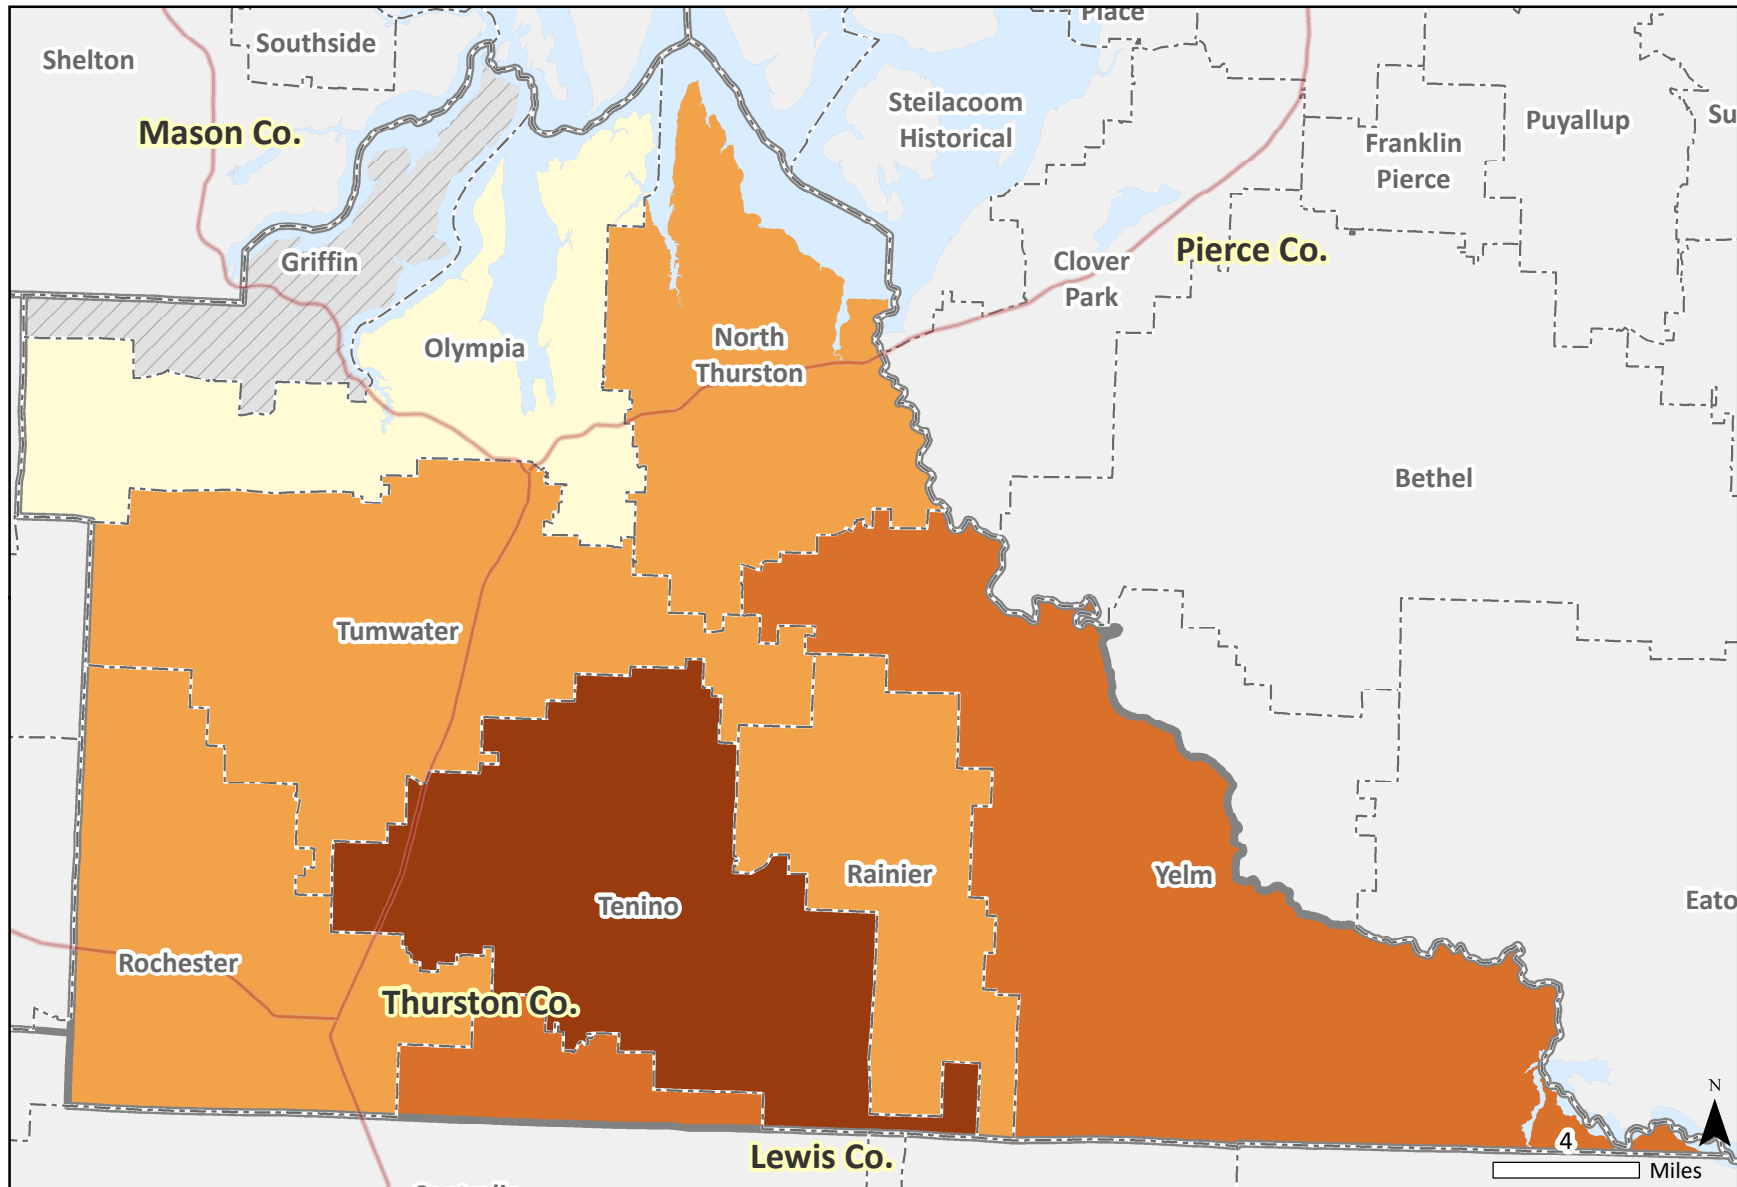 Place
Southside
Shelton
Steilacoom
Historical
Puyallup
Su
Mason Co.
Franklin
Pierce
Griffin
Clover
Park
Pierce Co.
Olympia
North
Thurston
Bethel
Tumwater
Rainier
Yelm
Tenino
Eato
Rochester
Thurston Co.
Lewis Co.
N
4
Miles